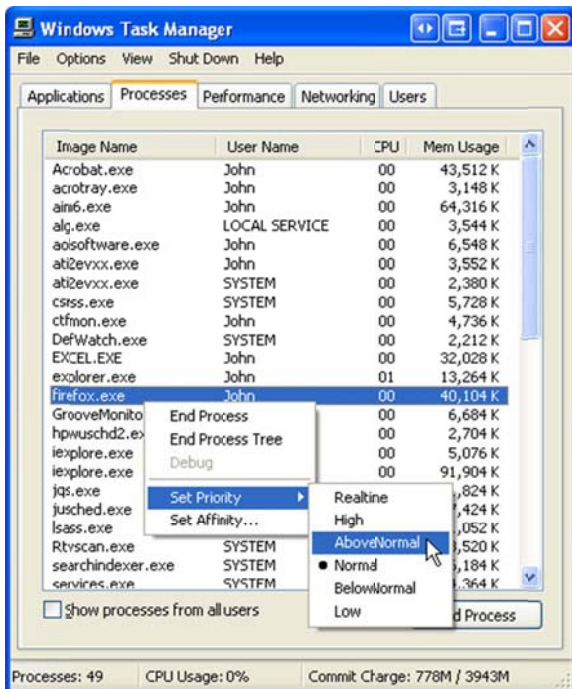 Windows Task Manager
File Options View Shut Down Help
Applications Processes Performance Networking Users
Image Name User Name CPU Mem Usage
Acrobat.exe John 00 43,512 K
acrotray.exe John 00 3,148 K
aim6.exe John 00 64,316 K
alg.exe LOCAL SERVICE 00 3,544 K
aolsoftware.exe John 00 6,548 K
ati2evxx.exe John 00 3,552 K
ati2evxx.exe SYSTEM 00 2,380 K
csrss.exe SYSTEM 00 5,728 K
ctfmon.exe John 00 4,736 K
DefWatch.exe SYSTEM 00 2,212 K
EXCEL.EXE John 00 32,028 K
explorer.exe John 01 13,264 K
firefox.exe John 00 40,104 K
GrooveMonito 00 6,684 K
hpwuschd2.ex 00 2,704 K
iexplore.exe 00 5,076 K
iexplore.exe 00 91,904 K
jqs.exe ,824 K
jusched.exe ,424 K
lsass.exe ,052 K
Rtvscan.exe SYSTEM ,520 K
searchindexer.exe SYSTEM ,184 K
services.exe SYSTEM ,364 K
End Process
End Process Tree
Debug
Set Priority
Set Affinity...
Realtime
High
AboveNormal
Normal
BelowNormal
Low
Show processes from all users
d Process
Processes: 49 CPU Usage: 0% Commit Charge: 778M / 3943M